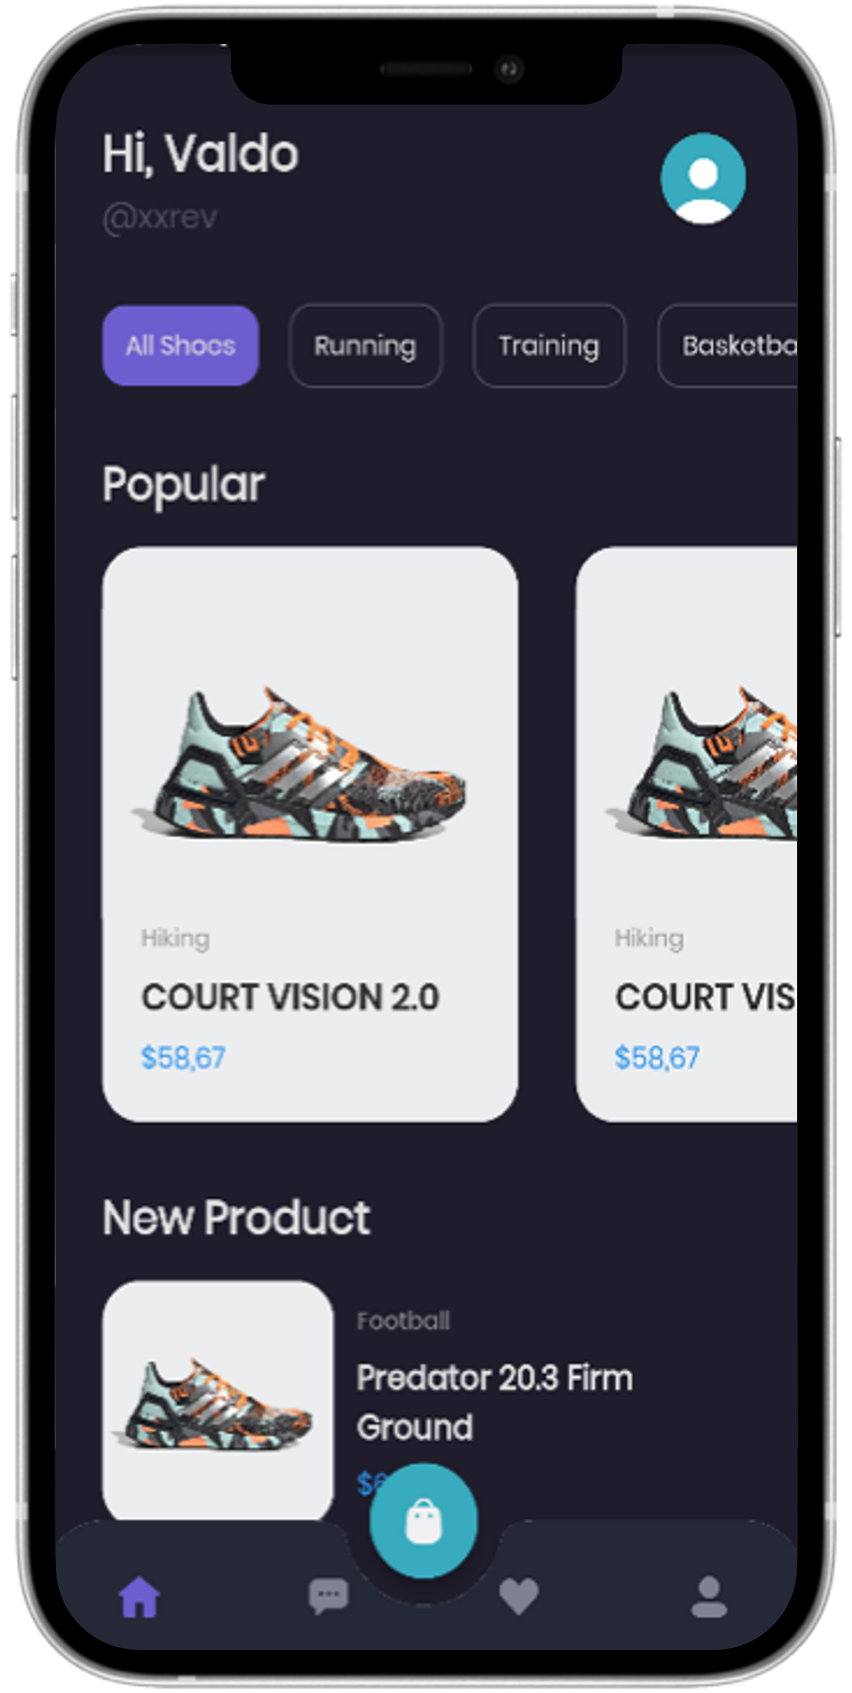 Hi, Valdo
@xxrev
All Shoes
Running
Training
Basketba
Popular
Hiking
COURT VISION 2.0
$58,67
Hiking
COURT VIS
$58,67
New Product
Football
Predator 20.3 Firm
Ground
$6